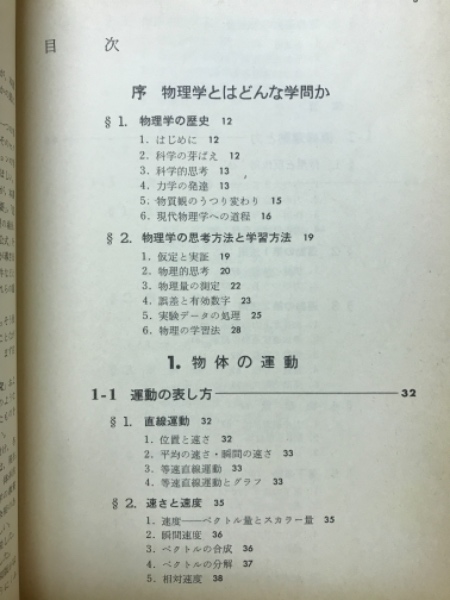 目 次
序 物理学とはどんな学問か
§ 1. 物理学の歴史 12
1. はじめに 12
2. 科学の芽ばえ 12
3. 科学的思考 13
4. 力学の発達 13
5. 物質観のうつり変わり 15
6. 現代物理学への道程 16
§ 2. 物理学の思考方法と学習方法 19
1. 仮定と実証 19
2. 物理的思考 20
3. 物理量の測定 22
4. 誤差と有効数字 23
5. 実験データの処理 25
6. 物理の学習法 28
1. 物体の運動
1-1 運動の表し方 32
§ 1. 直線運動 32
1. 位置と速さ 32
2. 平均の速さ・瞬間の速さ 33
3. 等速直線運動 33
4. 等速直線運動とグラフ 33
§ 2. 速さと速度 35
1. 速度——ベクトル量とスカラー量 35
2. 瞬間速度 36
3. ベクトルの合成 36
4. ベクトルの分解 37
5. 相対速度 38